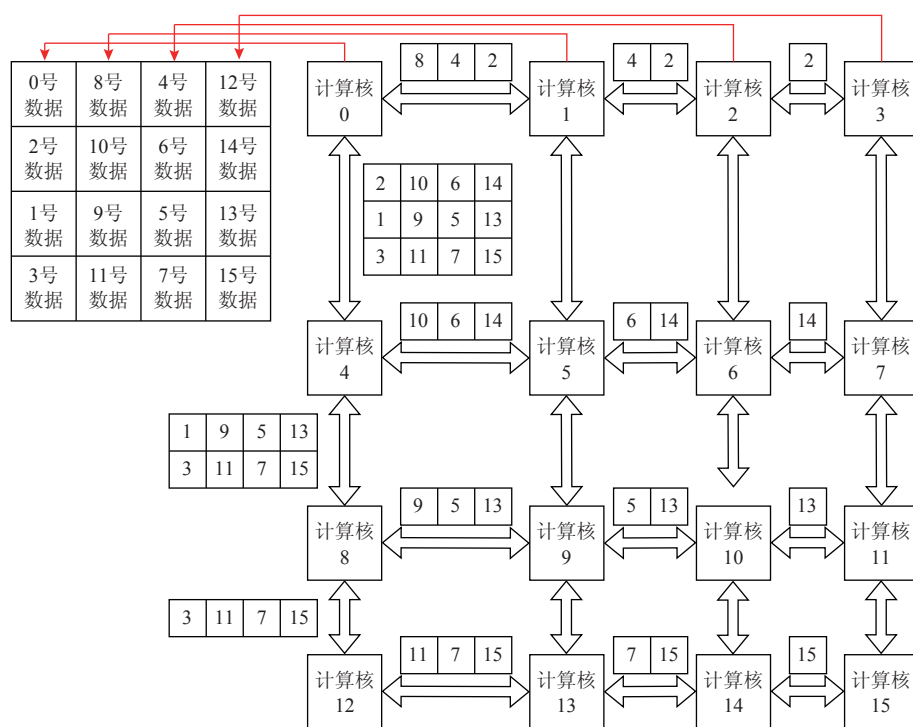 0号
数据
8号
数据
4号
数据
12号
数据
2号
数据
10号
数据
6号
数据
14号
数据
1号
数据
9号
数据
5号
数据
13号
数据
3号
数据
11号
数据
7号
数据
15号
数据
计算核
0
8 4 2
计算核
1
4 2
计算核
2
2
计算核
3
2 10 6 14
1 9 5 13
3 11 7 15
计算核
4
10 6 14
计算核
5
6 14
计算核
6
14
计算核
7
1 9 5 13
3 11 7 15
计算核
8
9 5 13
计算核
9
5 13
计算核
10
13
计算核
11
3 11 7 15
计算核
12
11 7 15
计算核
13
7 15
计算核
14
15
计算核
15